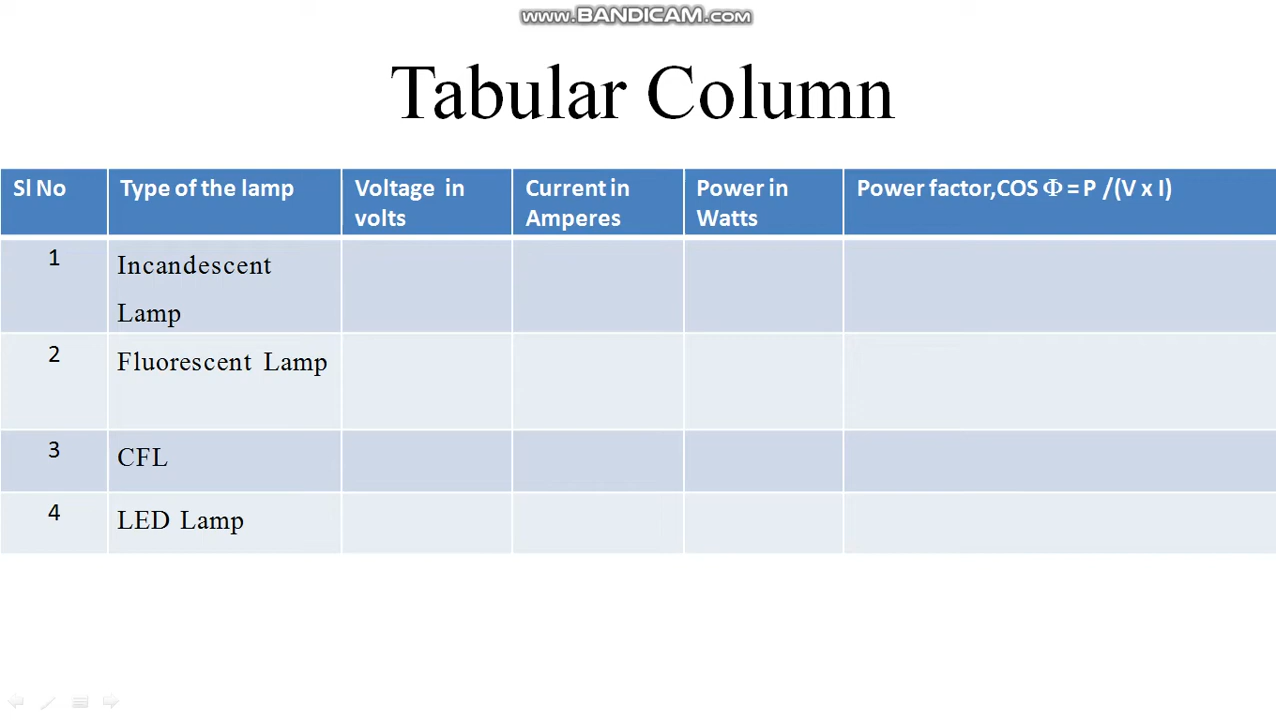 www.BANDICAM.com
Tabular Column
Sl No
Type of the lamp
Voltage in
volts
Current in
Amperes
Power in
Watts
Power factor,COS Φ = P /(V x I)
1
Incandescent
Lamp
2
Fluorescent Lamp
3
CFL
4
LED Lamp